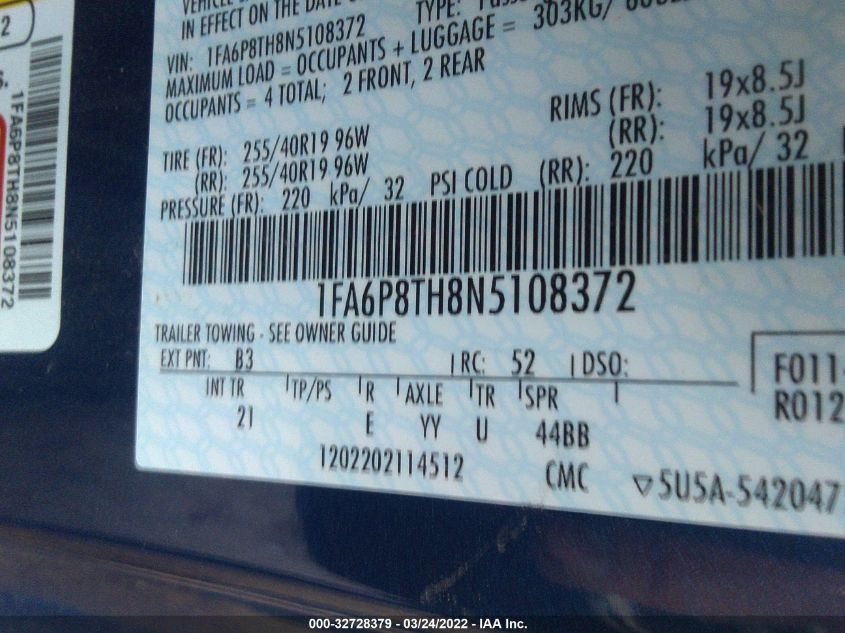 IN EFFECT ON THE DATE
VIN: 1FA6P8TH8N5108372 TYPE:
MAXIMUM LOAD = OCCUPANTS + LUGGAGE = 303KG/
OCCUPANTS = 4 TOTAL; 2 FRONT, 2 REAR
RIMS (FR): 19x8.5J
TIRE (FR): 255/40R19 96W (RR): 19x8.5J
(RR): 255/40R19 96W
PRESSURE (FR): 220 kPa/ 32 PSI COLD (RR): 220 kPa/ 32
1FA6P8TH8N5108372
TRAILER TOWING - SEE OWNER GUIDE
EXT PNT: B3 RC: 52 DSO: F011
INT TR TP/PS R AXLE TR SPR R012
21 E YY U 44BB
1202202114512 CMC 5U5A-542047
2
1FA6P8TH8N5108372
000-32728379 - 03/24/2022 - IAA Inc.